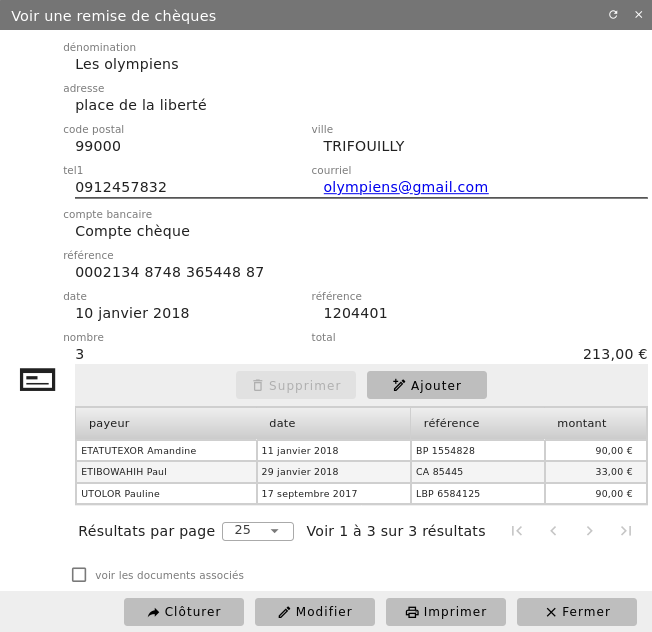 Voir une remise de chèques
dénomination
Les olympiens
adresse
place de la liberté
code postal ville
99000 TRIFOUILLY
tel1 courriel
0912457832 olympiens@gmail.com
compte bancaire
Compte chèque
référence
0002134 8748 365448 87
date référence
10 janvier 2018 1204401
nombre total
3 213,00 €
Supprimer Ajouter
payeur date référence montant
ETATUTEXOR Amandine 11 janvier 2018 BP 1554828 90,00 €
ETIBOWAHIH Paul 29 janvier 2018 CA 85445 33,00 €
UTOLOR Pauline 17 septembre 2017 LBP 6584125 90,00 €
Résultats par page 25 Voir 1 à 3 sur 3 résultats
voir les documents associés
Clôturer Modifier Imprimer Fermer